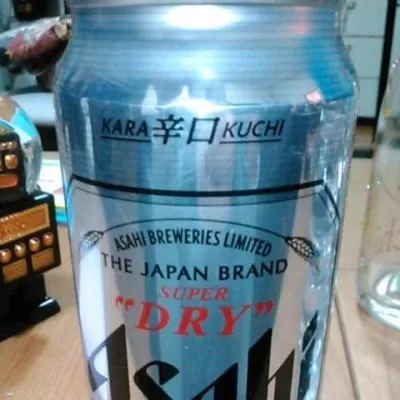 KARA 辛口 KUCHI
ASAHI BREWERIES LIMITED
THE JAPAN BRAND
SUPER
"DRY"
Asahi